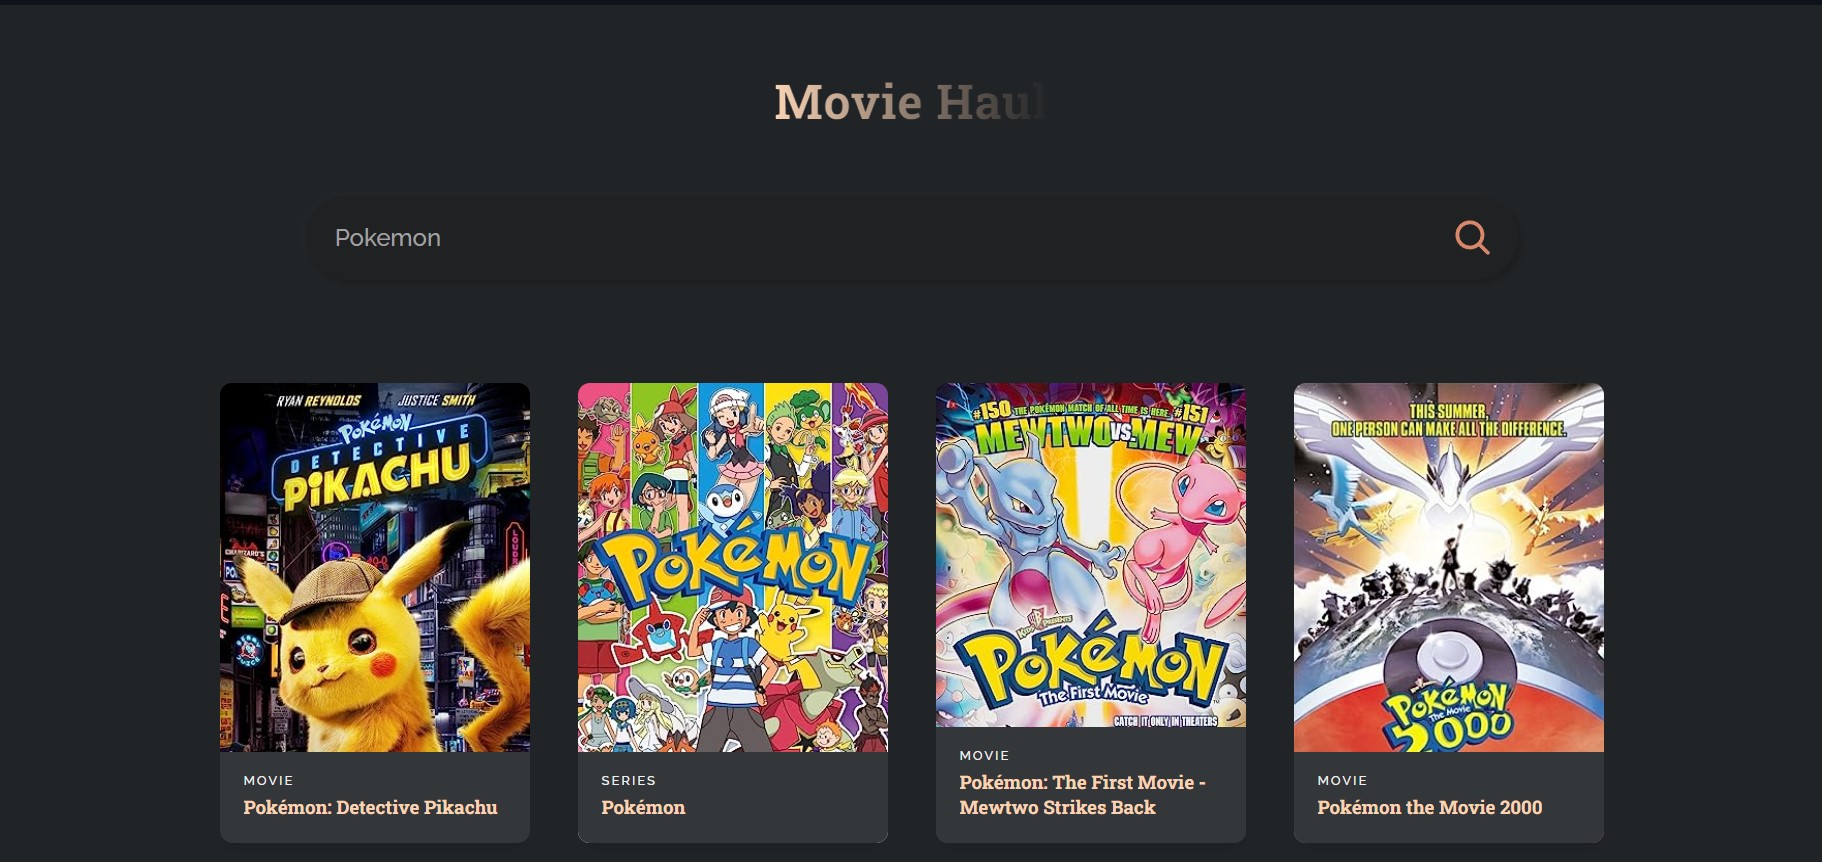 Movie Haul
Pokemon
RYAN REYNOLDS JUSTICE SMITH
POKÉMON
DETECTIVE
PIKACHU
CHARIZARD'S
#150 THE POKÉMON MATCH OF ALL TIME IS HERE #151
MEWTWO VS. MEW
POKÉMON
POKÉMON
The First Movie
CATCH IT ONLY IN THEATERS
THIS SUMMER,
ONE PERSON CAN MAKE ALL THE DIFFERENCE.
POKÉMON
The Movie
2000
MOVIE
Pokémon: Detective Pikachu
SERIES
Pokémon
MOVIE
Pokémon: The First Movie -
Mewtwo Strikes Back
MOVIE
Pokémon the Movie 2000